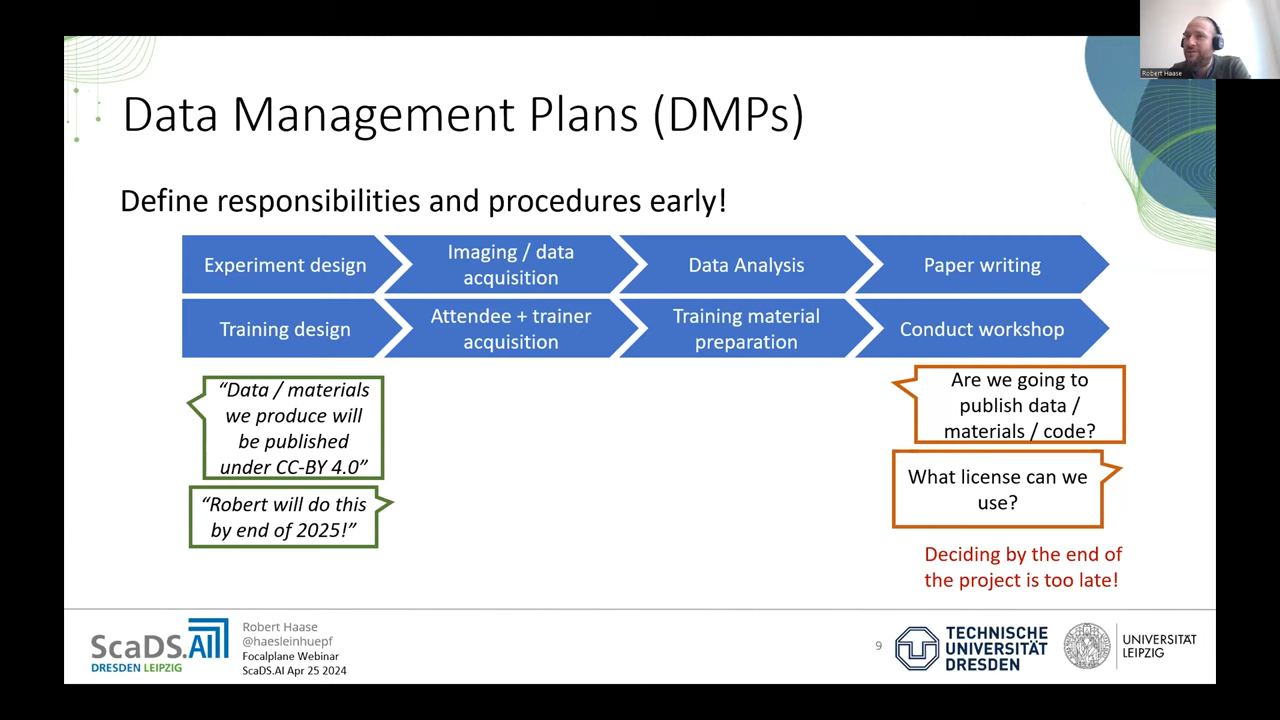 Robert Haase
Data Management Plans (DMPs)
Define responsibilities and procedures early!
Experiment design
Imaging / data
acquisition
Data Analysis
Paper writing
Training design
Attendee + trainer
acquisition
Training material
preparation
Conduct workshop
“Data / materials
we produce will
be published
under CC-BY 4.0”
“Robert will do this
by end of 2025!”
Are we going to
publish data /
materials / code?
What license can we
use?
Deciding by the end of
the project is too late!
ScaDS.AI
DRESDEN LEIPZIG
Robert Haase
@haesleinhuepf
Focalplane Webinar
ScaDS.AI Apr 25 2024
9
TECHNISCHE
UNIVERSITÄT
DRESDEN
UNIVERSITÄT
LEIPZIG